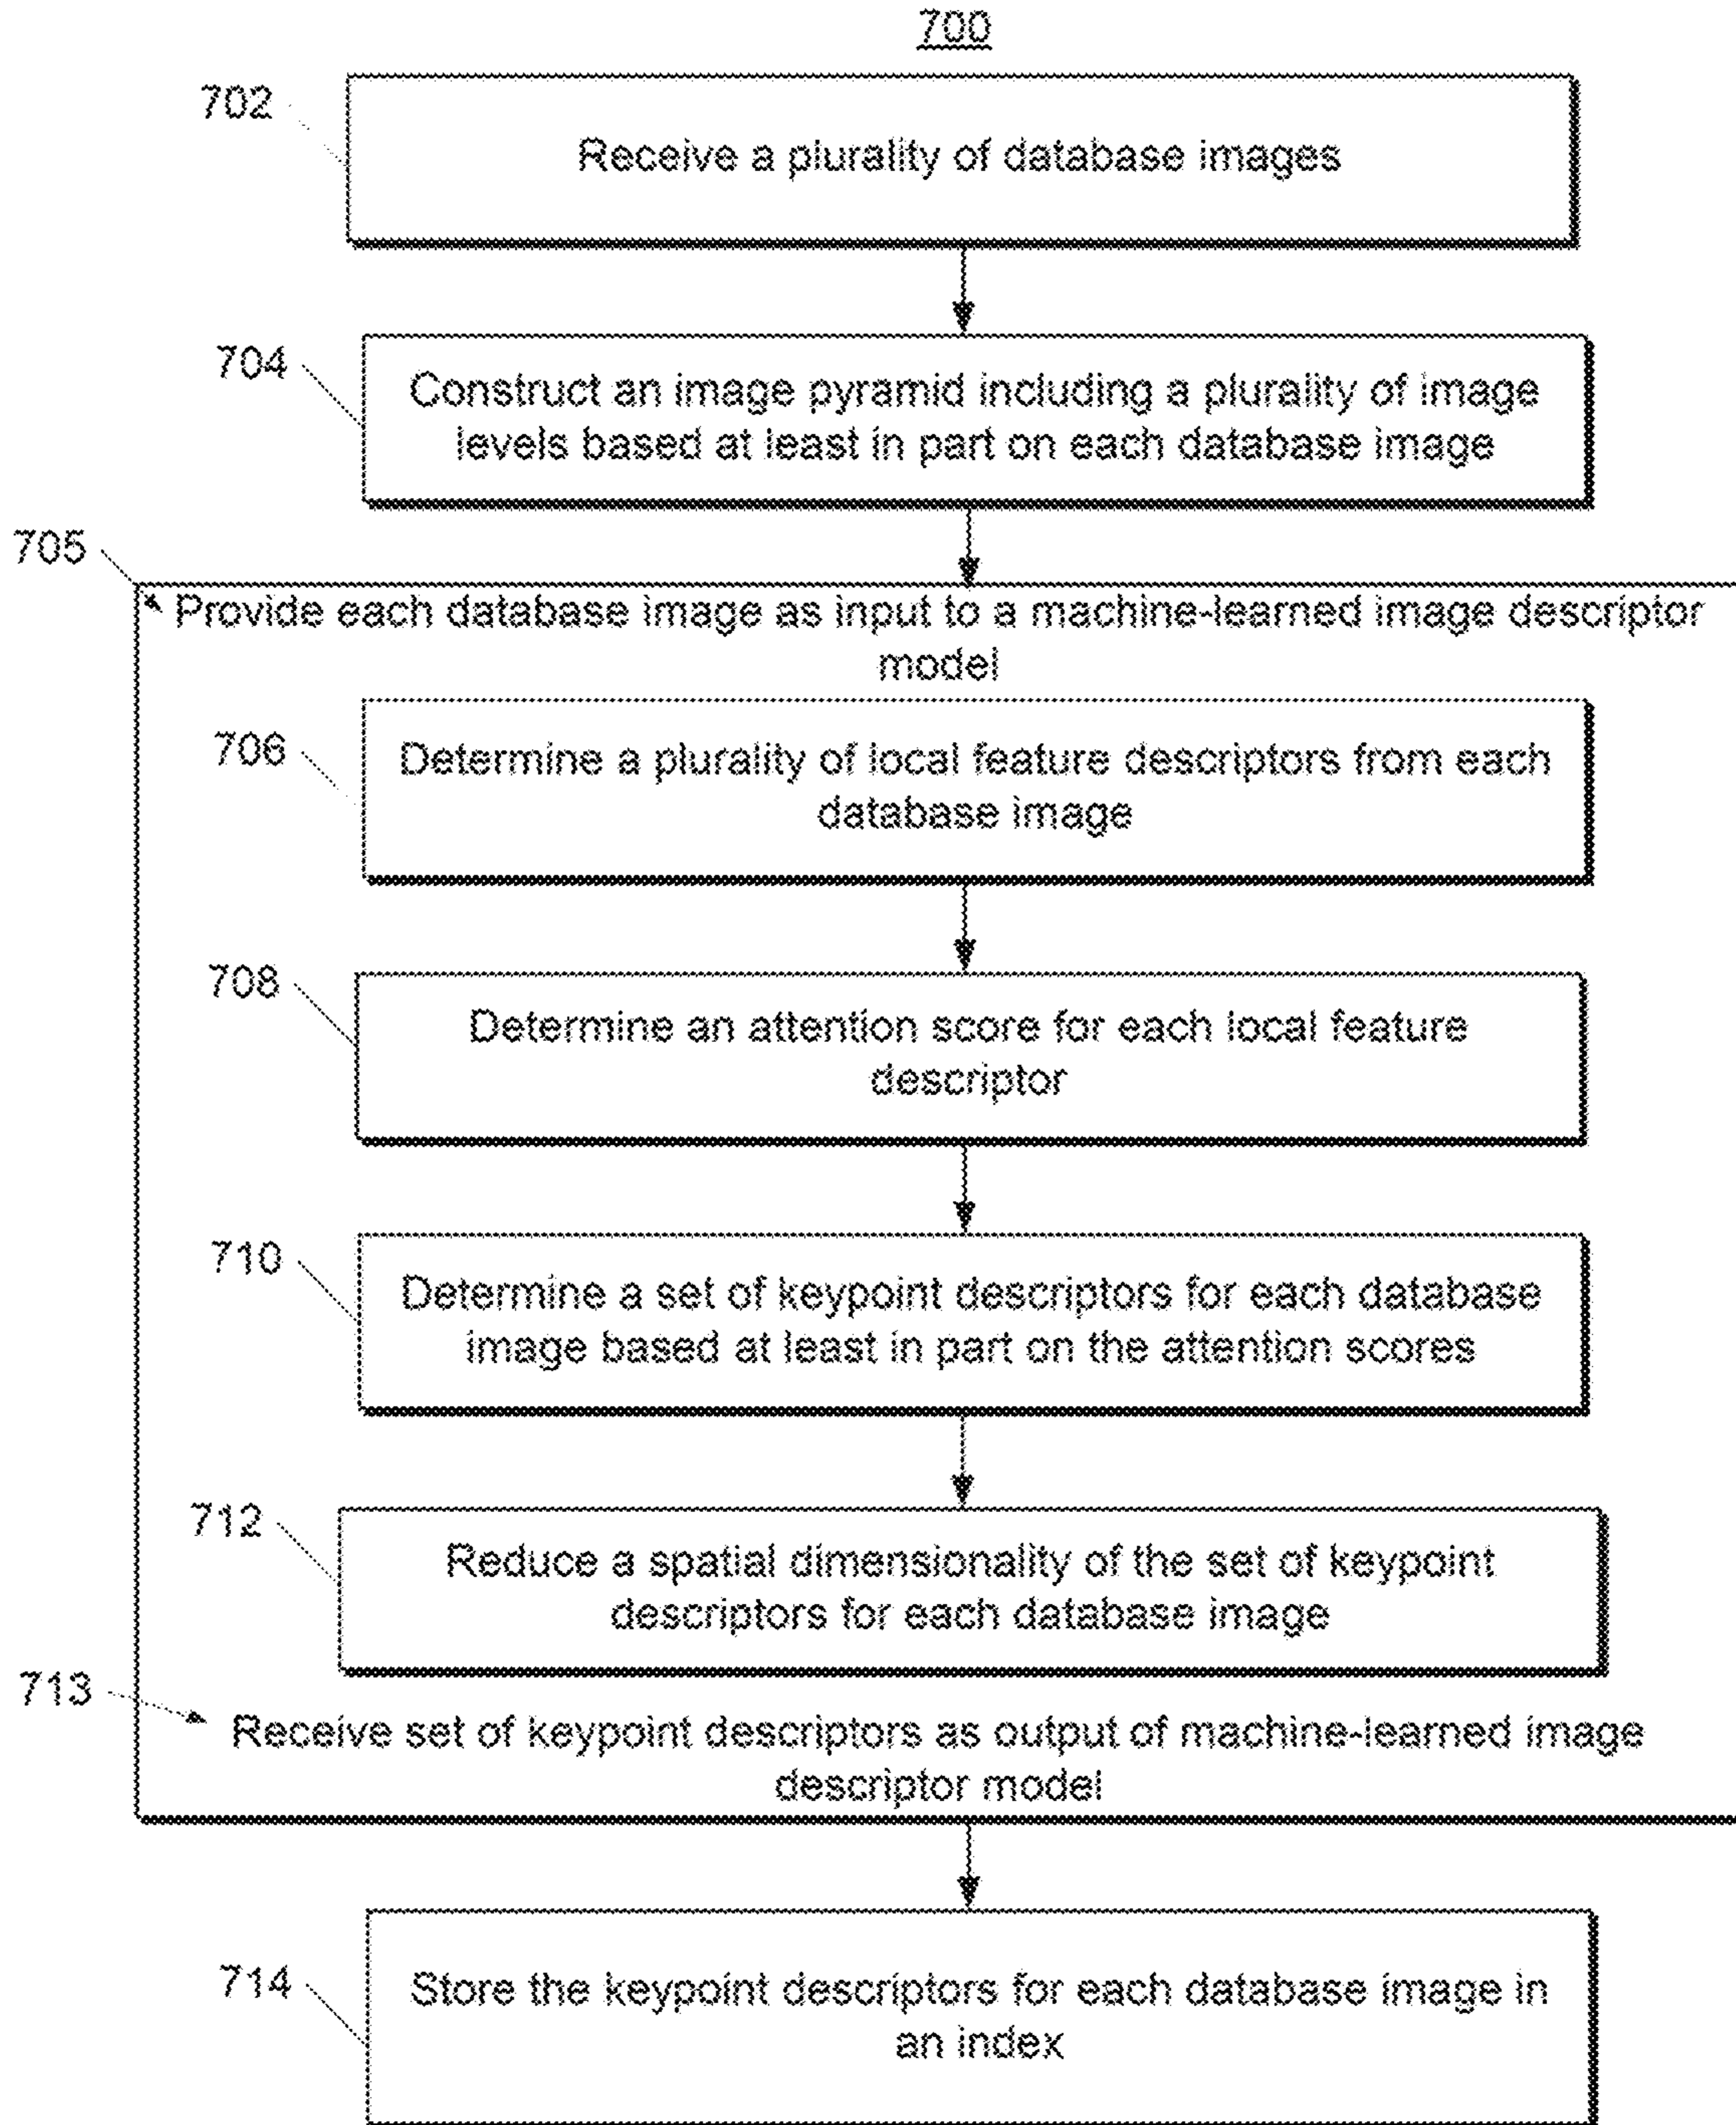 700
702
Receive a plurality of database images
704
Construct an image pyramid including a plurality of image
levels based at least in part on each database image
705
Provide each database image as input to a machine-learned image descriptor
model
706
Determine a plurality of local feature descriptors from each
database image
708
Determine an attention score for each local feature
descriptor
710
Determine a set of keypoint descriptors for each database
image based at least in part on the attention scores
712
Reduce a spatial dimensionality of the set of keypoint
descriptors for each database image
713
Receive set of keypoint descriptors as output of machine-learned image
descriptor model
714
Store the keypoint descriptors for each database image in
an index